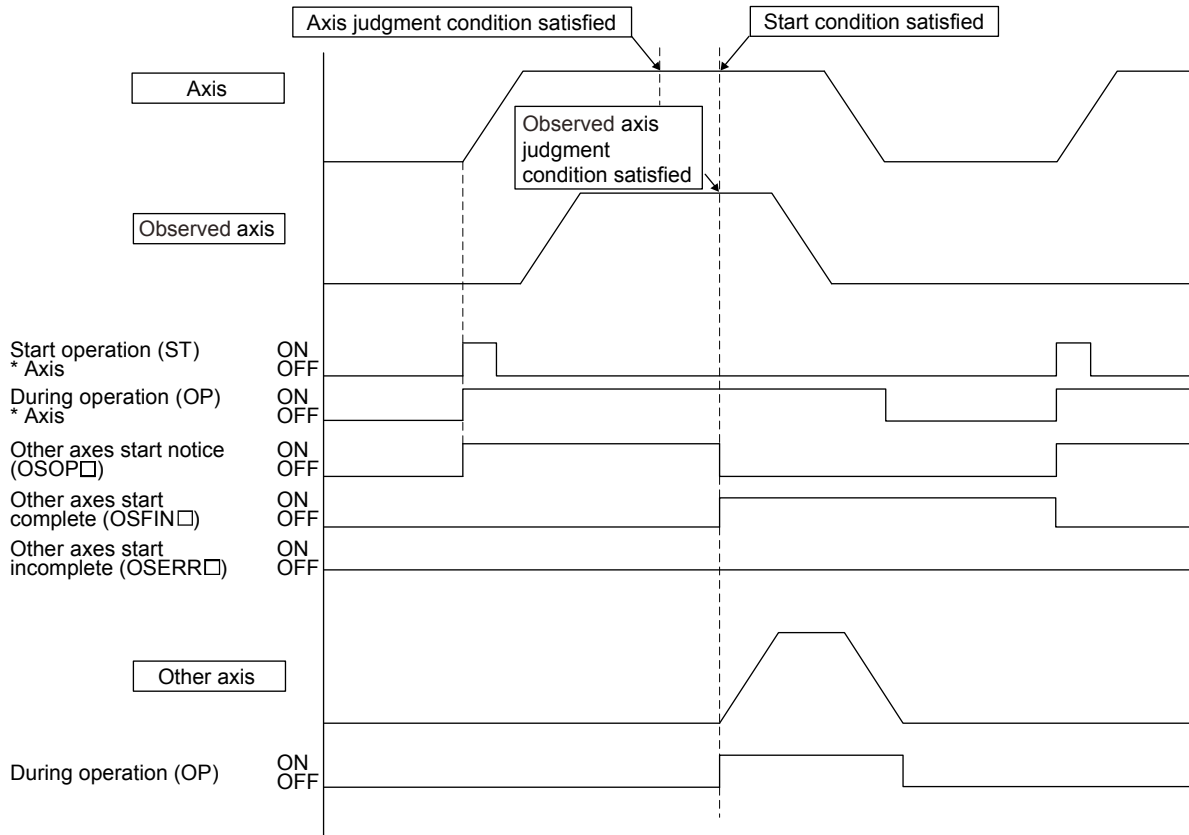 Axis judgment condition satisfied
Start condition satisfied
Axis
Observed axis
judgment
condition satisfied
Observed axis
Start operation (ST)
* Axis
ON
OFF
During operation (OP)
* Axis
ON
OFF
Other axes start notice
(OSOP□)
ON
OFF
Other axes start
complete (OSFIN□)
ON
OFF
Other axes start
incomplete (OSERR□)
ON
OFF
Other axis
During operation (OP)
ON
OFF